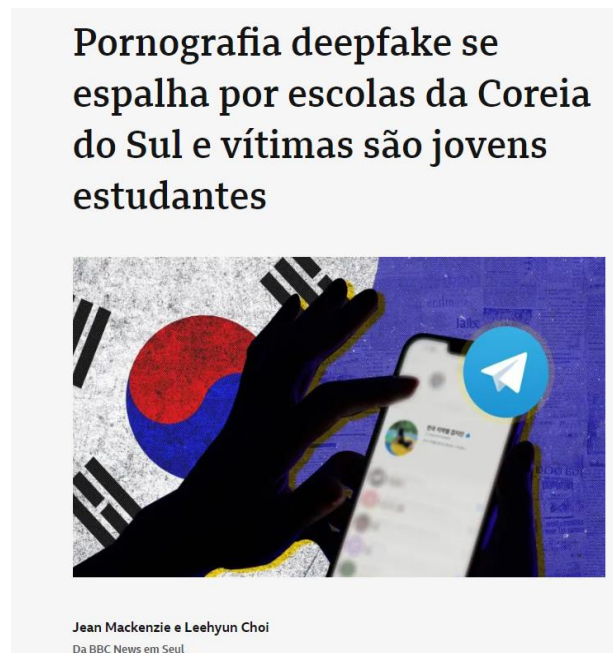 Pornografia deepfake se
espalha por escolas da Coreia
do Sul e vítimas são jovens
estudantes
Jean Mackenzie e Leehyun Choi
Da BBC News em Seul